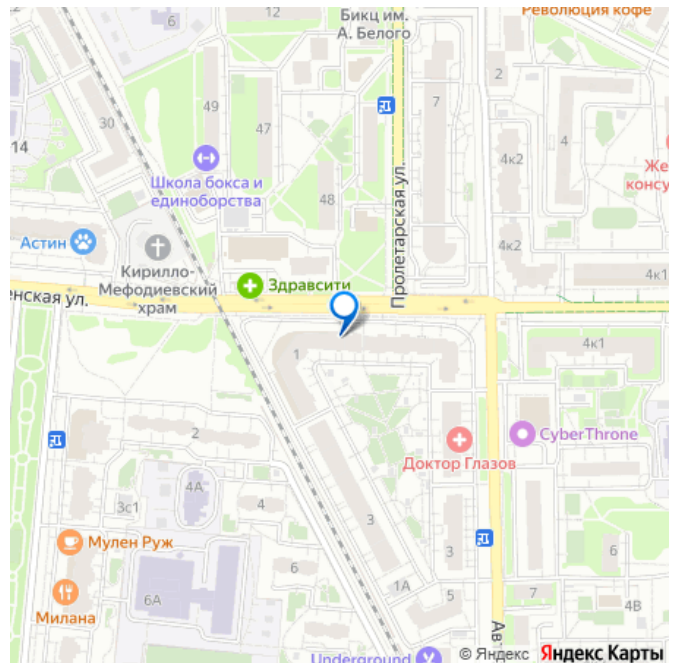 6
12
Бикц им.
А. Белого
Революция кофе
2
7
4
30
49
47
14
4к2
Же
консу
Школа бокса и
единоборства
48
Пролетарская ул.
Астин
Кирилло-
Мефодиевский
храм
4к2
4к1
Здравсити
енская ул.
1
4к1
2
CyberThrone
Доктор Глазов
4А
3с1
4
3
3
Мулен Руж
6
6
1А
5
7
6А
4В
Милана
Underground
Ав
© Яндекс Яндекс Карты